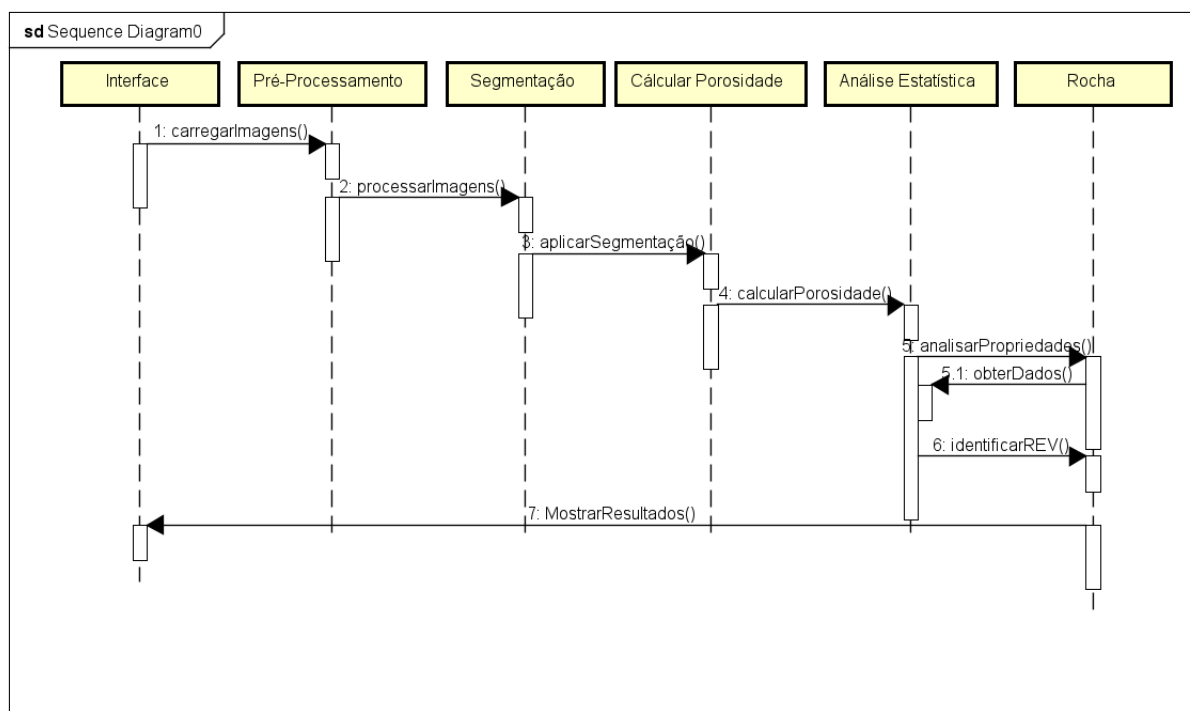 sd Sequence Diagram0
Interface
Pré-Processamento
Segmentação
Cálcular Porosidade
Análise Estatística
Rocha
1: carregarImagens()
2: processarImagens()
3: aplicarSegmentação()
4: calcularPorosidade()
5: analisarPropriedades()
5.1: obterDados()
6: identificarREV()
7: MostrarResultados()